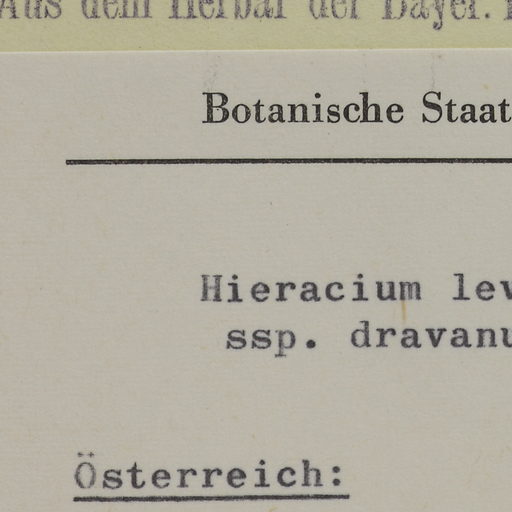 Aus dem Herbar der Bayer.
Botanische Staat
Hieracium lev
ssp. dravanu
Österreich: